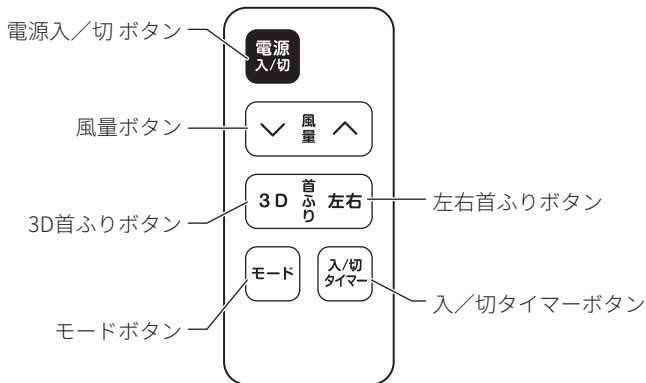 電源入／切 ボタン
電源
入/切
風量ボタン
風量
3D 首ふり 左右
3D首ふりボタン
左右首ふりボタン
モード
入/切
タイマー
モードボタン
入／切タイマーボタン